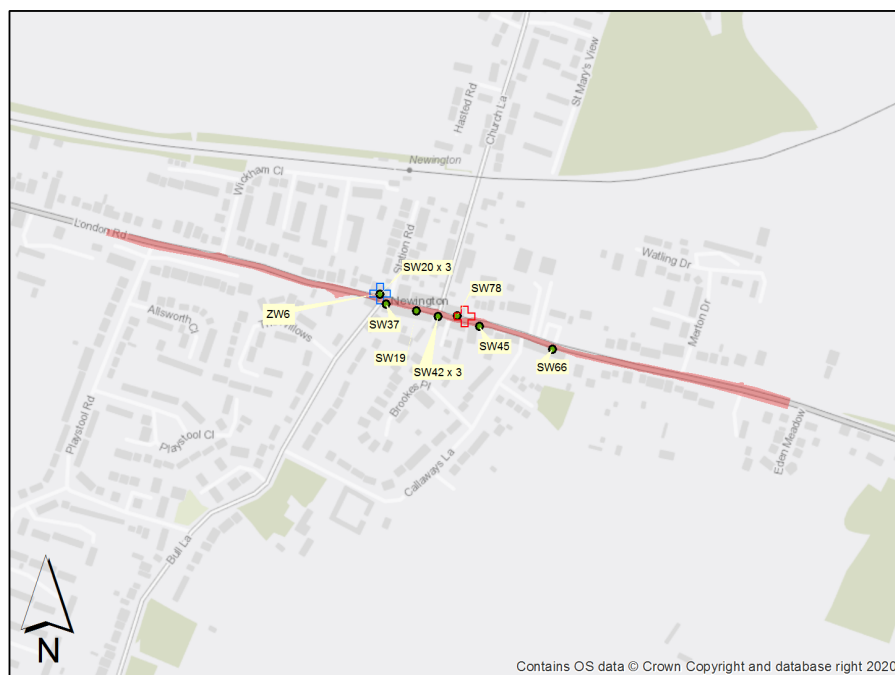 St Mary's View
Hasted Rd
Church La
Newington
Wickham Cl
London Rd
Station Rd
Watling Dr
SW20 x 3
SW78
Newington
ZW6
SW37
Allsworth Cl
The Willows
Merton Dr
SW45
SW19
SW66
SW42 x 3
Brookes Pl
Playstool Rd
Playstool Cl
Callaways La
Eden Meadow
Bull La
N
Contains OS data © Crown Copyright and database right 2020